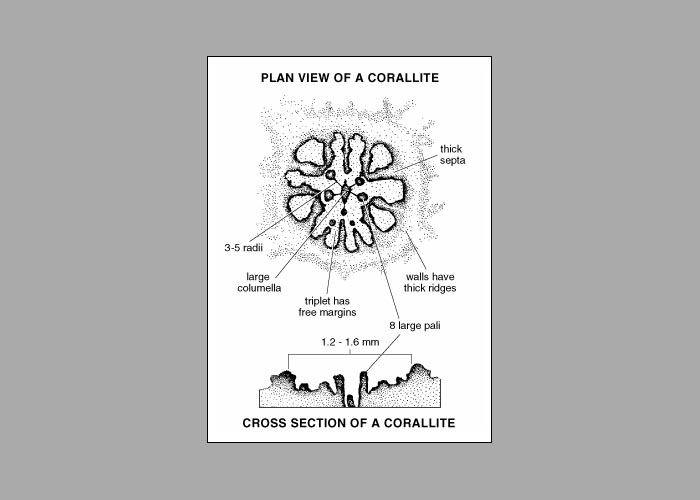 PLAN VIEW OF A CORALLITE
thick
septa
3-5 radii
large
columella
walls have
thick ridges
triplet has
free margins
8 large pali
1.2 - 1.6 mm
CROSS SECTION OF A CORALLITE